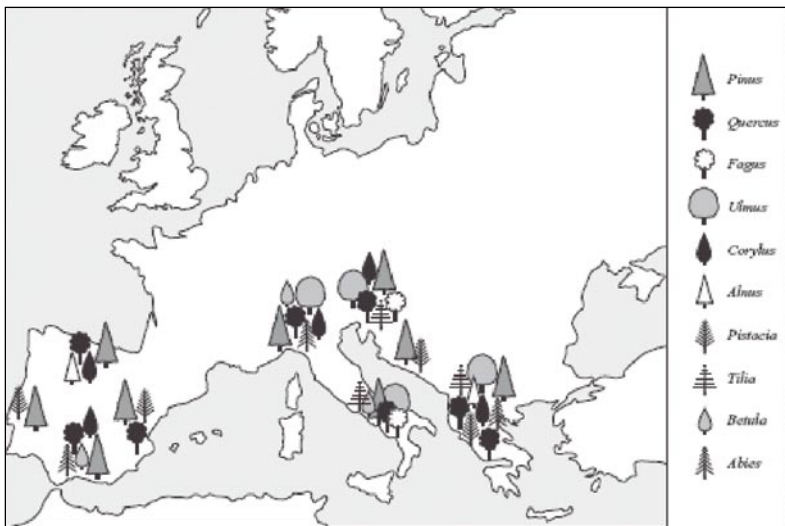 Pinus
Quercus
Fagus
Ulmus
Corylus
Alnus
Pistacia
Tilia
Betula
Abies